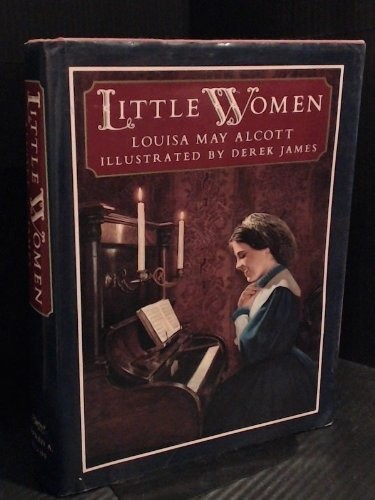 LITTLE WOMEN
LOUISA MAY ALCOTT
ILLUSTRATED BY DEREK JAMES
LITTLE WOMEN